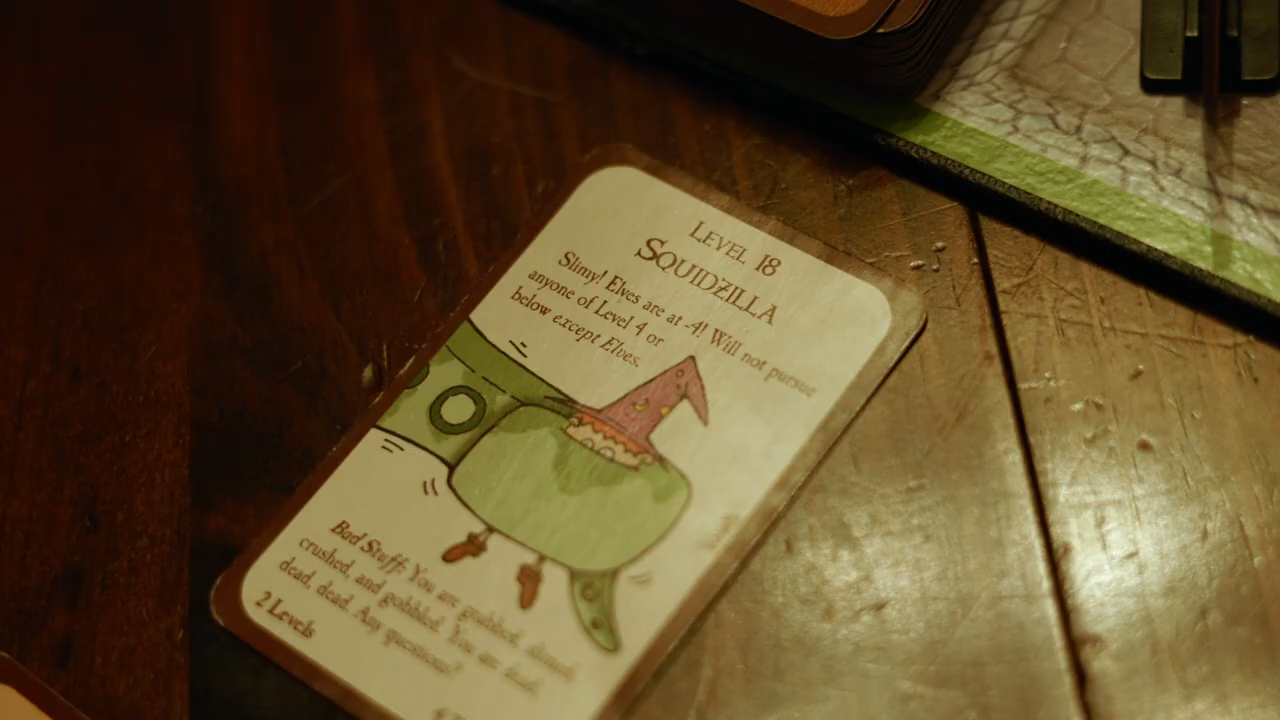 LEVEL 18
SQUIDZILLA
Slimy! Elves are at -4! Will not pursue
anyone of Level 4 or
below except Elves.
Bad Stuff: You are grabbed, slimed,
crushed, and gobbled. You are dead,
dead, dead. Any questions?
2 Levels
4 T